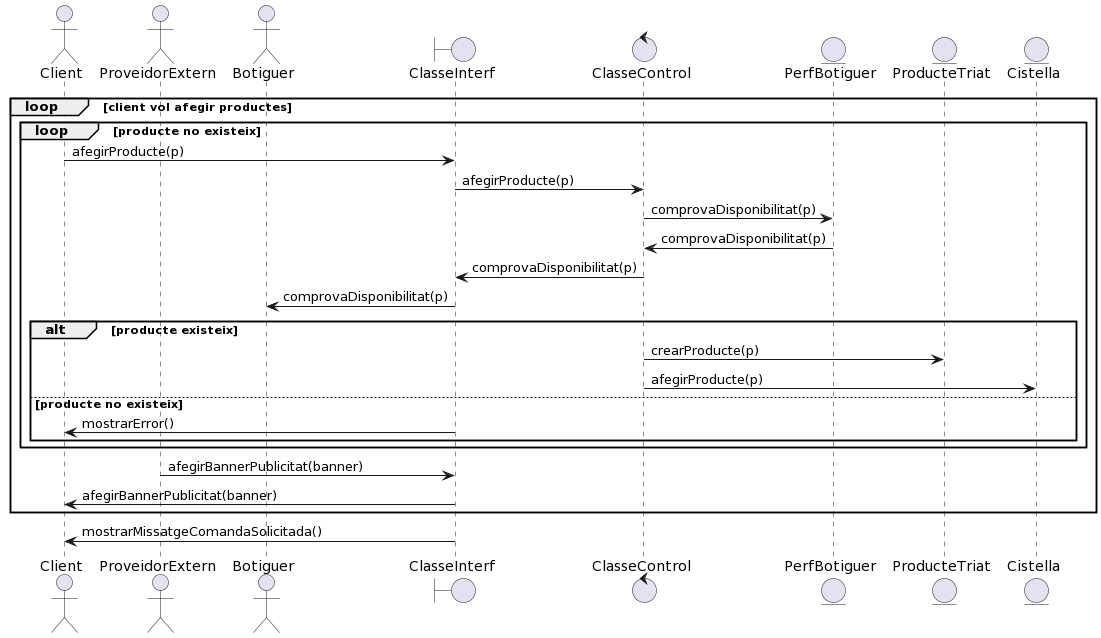 Client ProveidorExtern Botiguer ClasseInterf ClasseControl PerfBotiguer ProducteTriat Cistella
loop [client vol afegir productes]
loop [producte no existeix]
afegirProducte(p)
afegirProducte(p)
comprovaDisponibilitat(p)
comprovaDisponibilitat(p)
comprovaDisponibilitat(p)
comprovaDisponibilitat(p)
alt [producte existeix]
crearProducte(p)
afegirProducte(p)
[producte no existeix]
mostrarError()
afegirBannerPublicitat(banner)
afegirBannerPublicitat(banner)
mostrarMissatgeComandaSolicitada()
Client ProveidorExtern Botiguer ClasseInterf ClasseControl PerfBotiguer ProducteTriat Cistella